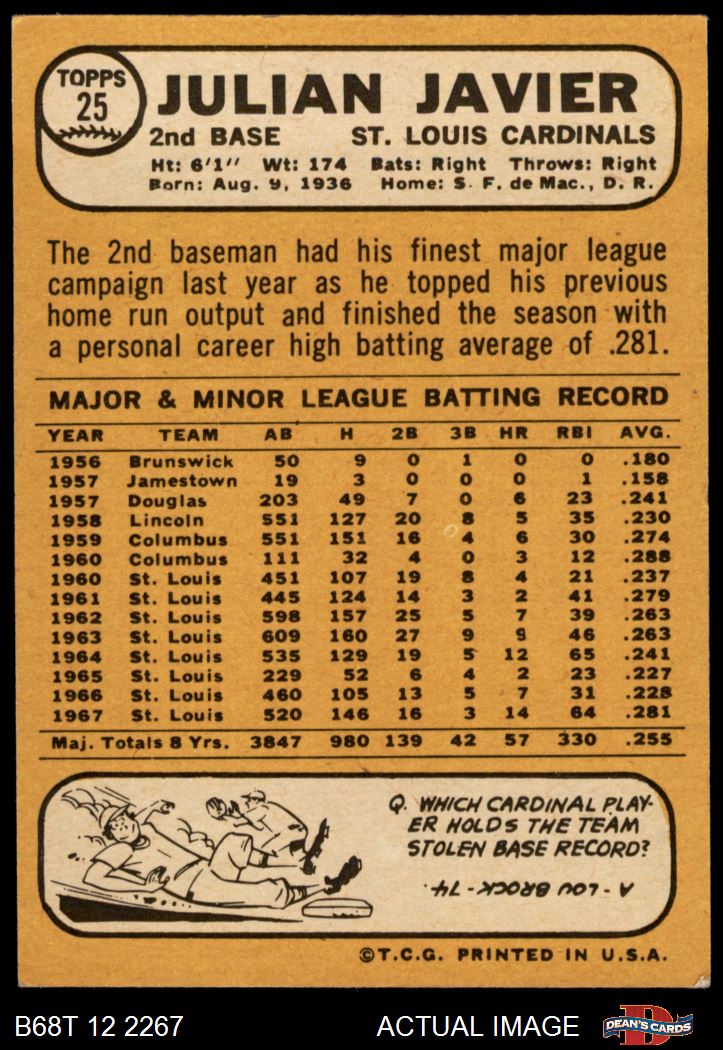 TOPPS
25
JULIAN JAVIER
2nd BASE ST. LOUIS CARDINALS
Ht: 6'1" Wt: 174 Bats: Right Throws: Right
Born: Aug. 9, 1936 Home: S. F. de Mac., D. R.
The 2nd baseman had his finest major league
campaign last year as he topped his previous
home run output and finished the season with
a personal career high batting average of .281.
MAJOR & MINOR LEAGUE BATTING RECORD
YEAR TEAM AB H 2B 3B HR RBI AVG.
1956 Brunswick 50 9 0 1 0 0 .180
1957 Jamestown 19 3 0 0 0 1 .158
1957 Douglas 203 49 7 0 6 23 .241
1958 Lincoln 551 127 20 8 5 35 .230
1959 Columbus 551 151 16 4 6 30 .274
1960 Columbus 111 32 4 0 3 12 .288
1960 St. Louis 451 107 19 8 4 21 .237
1961 St. Louis 445 124 14 3 2 41 .279
1962 St. Louis 598 157 25 5 7 39 .263
1963 St. Louis 609 160 27 9 9 46 .263
1964 St. Louis 535 129 19 5 12 65 .241
1965 St. Louis 229 52 6 4 2 23 .227
1966 St. Louis 460 105 13 5 7 31 .228
1967 St. Louis 520 146 16 3 14 64 .281
Maj. Totals 8 Yrs. 3847 980 139 42 57 330 .255
Q. WHICH CARDINAL PLAY-
ER HOLDS THE TEAM
STOLEN BASE RECORD?
A - LOU BROCK - 74.
©T.C.G. PRINTED IN U.S.A.
B68T 12 2267 ACTUAL IMAGE
D
DEAN'S CARDS